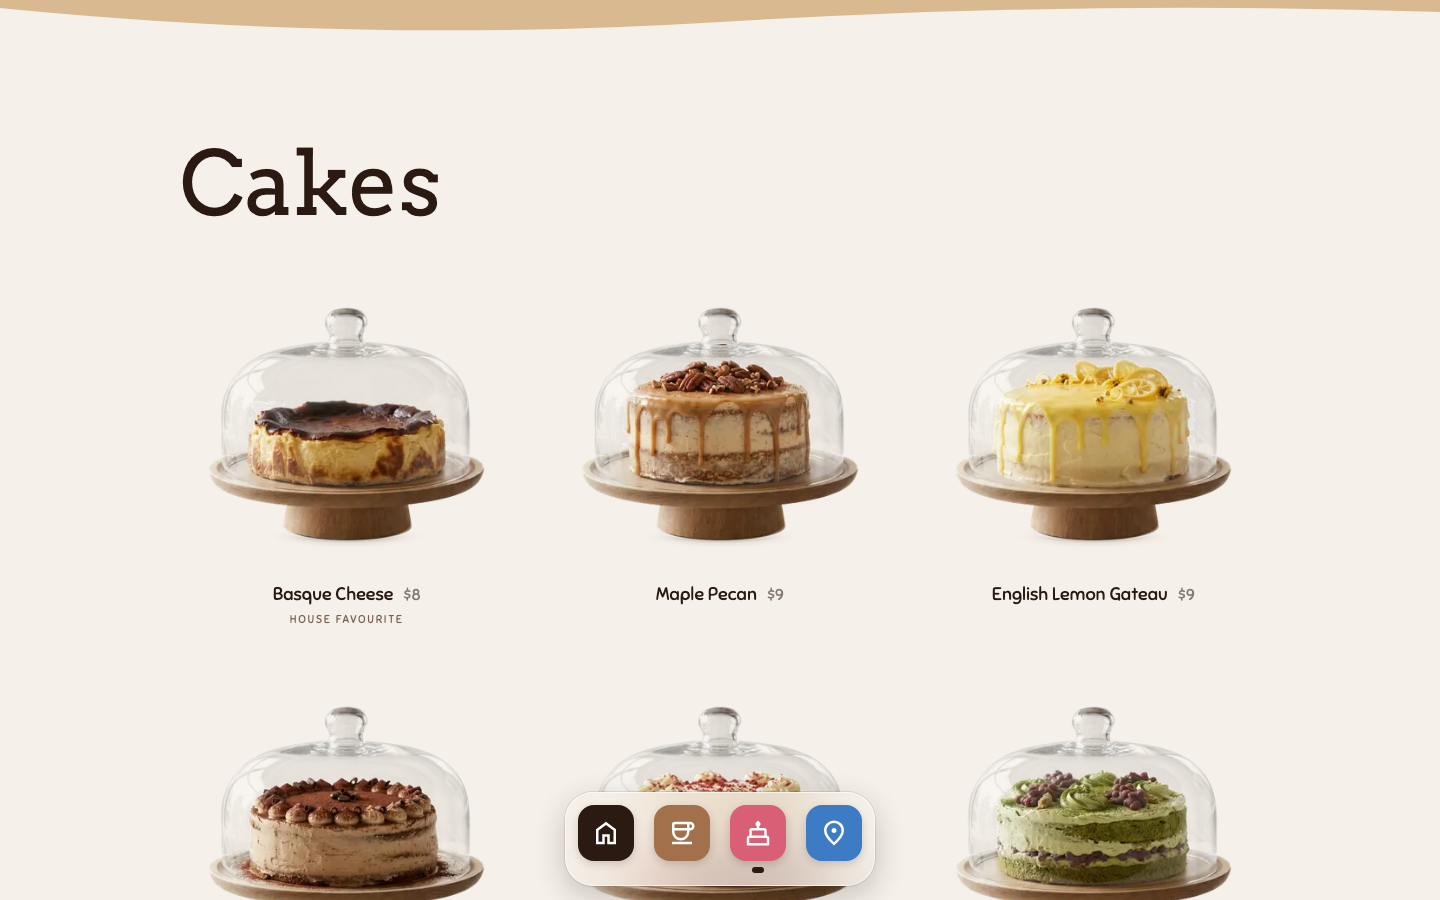 Cakes
Basque Cheese $8
HOUSE FAVOURITE
Maple Pecan $9
English Lemon Gateau $9